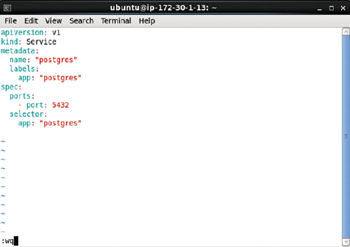 ubuntu@ip-172-30-1-13: ~
File Edit View Search Terminal Help
apiversion: v1
kind: Service
metadata:
  name: "postgres"
  labels:
    app: "postgres"
spec:
  ports:
    - port: 5432
  selector:
    app: "postgres"
~
~
~
~
~
~
~
~
~
:wq